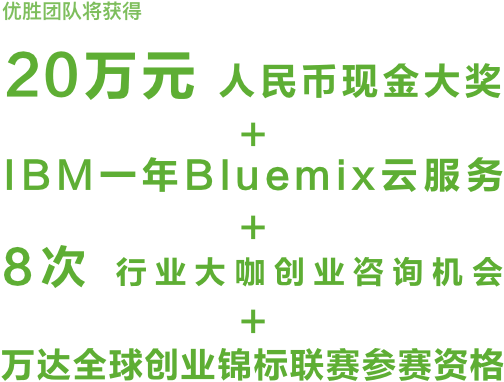 优胜团队将获得
20万元 人民币现金大奖
+
IBM一年Bluemix云服务
+
8次 行业大咖创业咨询机会
+
万达全球创业锦标联赛参赛资格